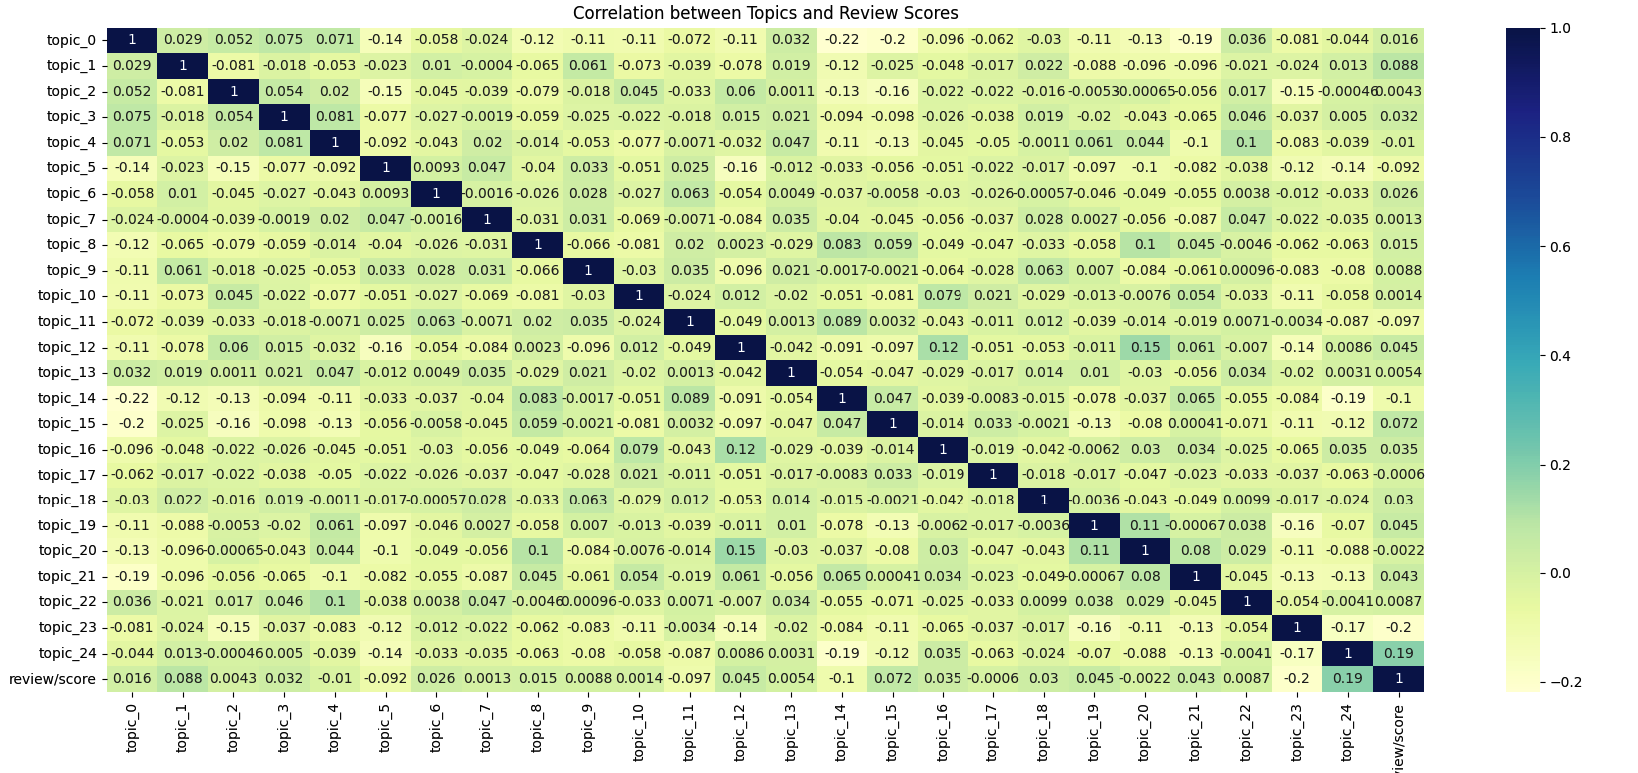 Correlation between Topics and Review Scores
topic_0 1 0.029 0.052 0.075 0.071 -0.14 -0.058 -0.024 -0.12 -0.11 -0.11 -0.072 -0.11 0.032 -0.22 -0.2 -0.096 -0.062 -0.03 -0.11 -0.13 -0.19 0.036 -0.081 -0.044 0.016
topic_1 0.029 1 -0.081 -0.018 -0.053 -0.023 0.01 -0.0004 -0.065 0.061 -0.073 -0.039 -0.078 0.019 -0.12 -0.025 -0.048 -0.017 0.022 -0.088 -0.096 -0.096 -0.021 -0.024 0.013 0.088
topic_2 0.052 -0.081 1 0.054 0.02 -0.15 -0.045 -0.039 -0.079 -0.018 0.045 -0.033 0.06 0.0011 -0.13 -0.16 -0.022 -0.022 -0.016 -0.0053 -0.00065 -0.056 0.017 -0.15 -0.00046 0.0043
topic_3 0.075 -0.018 0.054 1 0.081 -0.077 -0.027 -0.0019 -0.059 -0.025 -0.022 -0.018 0.015 0.021 -0.094 -0.098 -0.026 -0.038 0.019 -0.02 -0.043 -0.065 0.046 -0.037 0.005 0.032
topic_4 0.071 -0.053 0.02 0.081 1 -0.092 -0.043 0.02 -0.014 -0.053 -0.077 -0.0071 -0.032 0.047 -0.11 -0.13 -0.045 -0.05 -0.0011 0.061 0.044 -0.1 0.1 -0.083 -0.039 -0.01
topic_5 -0.14 -0.023 -0.15 -0.077 -0.092 1 0.0093 0.047 -0.04 0.033 -0.051 0.025 -0.16 -0.012 -0.033 -0.056 -0.051 -0.022 -0.017 -0.097 -0.1 -0.082 -0.038 -0.12 -0.14 -0.092
topic_6 -0.058 0.01 -0.045 -0.027 -0.043 0.0093 1 -0.0016 -0.026 0.028 -0.027 0.063 -0.054 0.0049 -0.037 -0.0058 -0.03 -0.026 -0.00057 -0.046 -0.049 -0.055 0.0038 -0.012 -0.033 0.026
topic_7 -0.024 -0.0004 -0.039 -0.0019 0.02 0.047 -0.0016 1 -0.031 0.031 -0.069 -0.0071 -0.084 0.035 -0.04 -0.045 -0.056 -0.037 0.028 0.0027 -0.056 -0.087 0.047 -0.022 -0.035 0.0013
topic_8 -0.12 -0.065 -0.079 -0.059 -0.014 -0.04 -0.026 -0.031 1 -0.066 -0.081 0.02 0.0023 -0.029 0.083 0.059 -0.049 -0.047 -0.033 -0.058 0.1 0.045 -0.0046 -0.062 -0.063 0.015
topic_9 -0.11 0.061 -0.018 -0.025 -0.053 0.033 0.028 0.031 -0.066 1 -0.03 0.035 -0.096 0.021 -0.0017 -0.0021 -0.064 -0.028 0.063 0.007 -0.084 -0.061 0.00096 -0.083 -0.08 0.0088
topic_10 -0.11 -0.073 0.045 -0.022 -0.077 -0.051 -0.027 -0.069 -0.081 -0.03 1 -0.024 0.012 -0.02 -0.051 -0.081 0.079 0.021 -0.029 -0.013 -0.0076 0.054 -0.033 -0.11 -0.058 0.0014
topic_11 -0.072 -0.039 -0.033 -0.018 -0.0071 0.025 0.063 -0.0071 0.02 0.035 -0.024 1 -0.049 0.0013 0.089 0.0032 -0.043 -0.011 0.012 -0.039 -0.014 -0.019 0.0071 -0.0034 -0.087 -0.097
topic_12 -0.11 -0.078 0.06 0.015 -0.032 -0.16 -0.054 -0.084 0.0023 -0.096 0.012 -0.049 1 -0.042 -0.091 -0.097 0.12 -0.051 -0.053 -0.011 0.15 0.061 -0.007 -0.14 0.0086 0.045
topic_13 0.032 0.019 0.0011 0.021 0.047 -0.012 0.0049 0.035 -0.029 0.021 -0.02 0.0013 -0.042 1 -0.054 -0.047 -0.029 -0.017 0.014 0.01 -0.03 -0.056 0.034 -0.02 0.0031 0.0054
topic_14 -0.22 -0.12 -0.13 -0.094 -0.11 -0.033 -0.037 -0.04 0.083 -0.0017 -0.051 0.089 -0.091 -0.054 1 0.047 -0.039 -0.0083 -0.015 -0.078 -0.037 0.065 -0.055 -0.084 -0.19 -0.1
topic_15 -0.2 -0.025 -0.16 -0.098 -0.13 -0.056 -0.0058 -0.045 0.059 -0.0021 -0.081 0.0032 -0.097 -0.047 0.047 1 -0.014 0.033 -0.0021 -0.13 -0.08 0.00041 -0.071 -0.11 -0.12 0.072
topic_16 -0.096 -0.048 -0.022 -0.026 -0.045 -0.051 -0.03 -0.056 -0.049 -0.064 0.079 -0.043 0.12 -0.029 -0.039 -0.014 1 -0.019 -0.042 -0.0062 0.03 0.034 -0.025 -0.065 0.035 0.035
topic_17 -0.062 -0.017 -0.022 -0.038 -0.05 -0.022 -0.026 -0.037 -0.047 -0.028 0.021 -0.011 -0.051 -0.017 -0.0083 0.033 -0.019 1 -0.018 -0.017 -0.047 -0.023 -0.033 -0.037 -0.063 -0.0006
topic_18 -0.03 0.022 -0.016 0.019 -0.0011 -0.017 -0.00057 0.028 -0.033 0.063 -0.029 0.012 -0.053 0.014 -0.015 -0.0021 -0.042 -0.018 1 -0.0036 -0.043 -0.049 0.0099 -0.017 -0.024 0.03
topic_19 -0.11 -0.088 -0.0053 -0.02 0.061 -0.097 -0.046 0.0027 -0.058 0.007 -0.013 -0.039 -0.011 0.01 -0.078 -0.13 -0.0062 -0.017 -0.0036 1 0.11 -0.00067 0.038 -0.16 -0.07 0.045
topic_20 -0.13 -0.096 -0.00065 -0.043 0.044 -0.1 -0.049 -0.056 0.1 -0.084 -0.0076 -0.014 0.15 -0.03 -0.037 -0.08 0.03 -0.047 -0.043 0.11 1 0.08 0.029 -0.11 -0.088 -0.0022
topic_21 -0.19 -0.096 -0.056 -0.065 -0.1 -0.082 -0.055 -0.087 0.045 -0.061 0.054 -0.019 0.061 -0.056 0.065 0.00041 0.034 -0.023 -0.049 -0.00067 0.08 1 -0.045 -0.13 -0.13 0.043
topic_22 0.036 -0.021 0.017 0.046 0.1 -0.038 0.0038 0.047 -0.0046 0.00096 -0.033 0.0071 -0.007 0.034 -0.055 -0.071 -0.025 -0.033 0.0099 0.038 0.029 -0.045 1 -0.054 -0.0041 0.0087
topic_23 -0.081 -0.024 -0.15 -0.037 -0.083 -0.12 -0.012 -0.022 -0.062 -0.083 -0.11 -0.0034 -0.14 -0.02 -0.084 -0.11 -0.065 -0.037 -0.017 -0.16 -0.11 -0.13 -0.054 1 -0.17 -0.2
topic_24 -0.044 0.013 -0.00046 0.005 -0.039 -0.14 -0.033 -0.035 -0.063 -0.08 -0.058 -0.087 0.0086 0.0031 -0.19 -0.12 0.035 -0.063 -0.024 -0.07 -0.088 -0.13 -0.0041 -0.17 1 0.19
review/score 0.016 0.088 0.0043 0.032 -0.01 -0.092 0.026 0.0013 0.015 0.0088 0.0014 -0.097 0.045 0.0054 -0.1 0.072 0.035 -0.0006 0.03 0.045 -0.0022 0.043 0.0087 -0.2 0.19 1
topic_0 topic_1 topic_2 topic_3 topic_4 topic_5 topic_6 topic_7 topic_8 topic_9 topic_10 topic_11 topic_12 topic_13 topic_14 topic_15 topic_16 topic_17 topic_18 topic_19 topic_20 topic_21 topic_22 topic_23 topic_24 view/score
1.0
0.8
0.6
0.4
0.2
0.0
−0.2